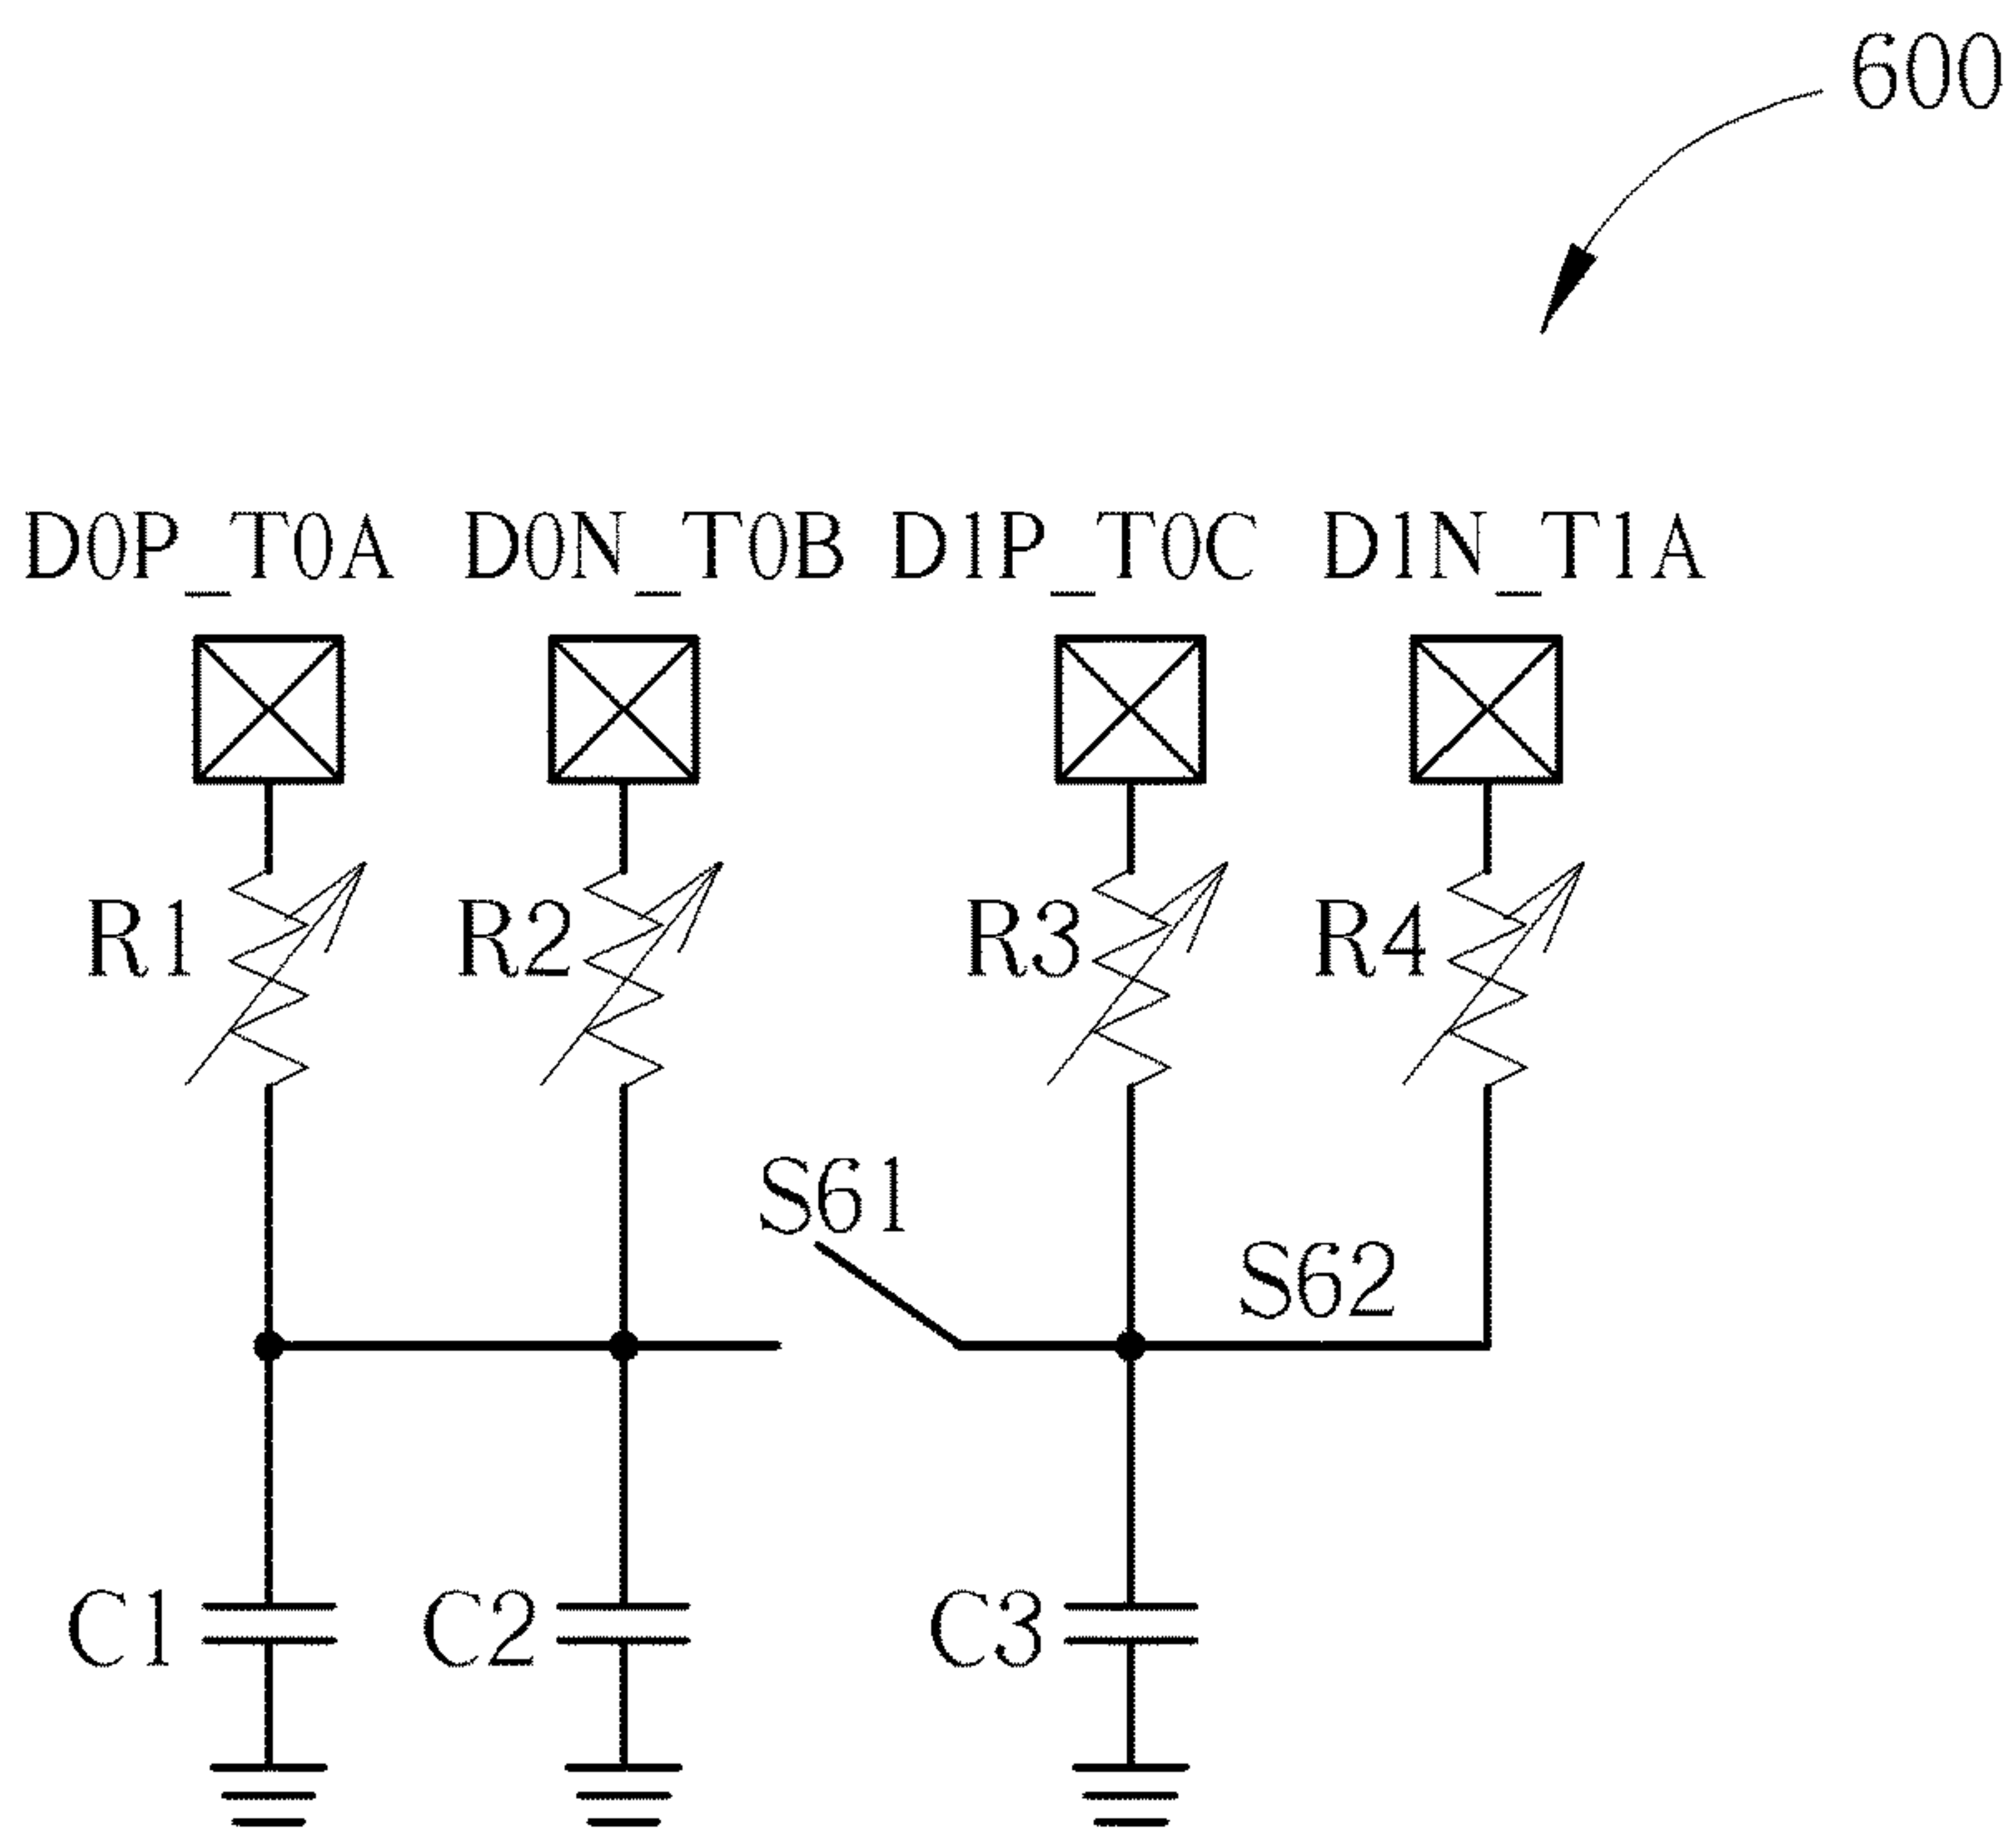 600
D0P_T0A D0N_T0B D1P_T0C D1N_T1A
R1 R2 R3 R4
S61
S62
C1 C2 C3